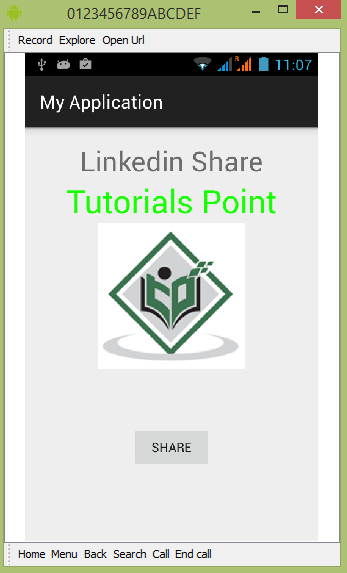 0123456789ABCDEF
Record Explore Open Url
R 11:07
My Application
Linkedin Share
Tutorials Point
SHARE
Home Menu Back Search Call End call